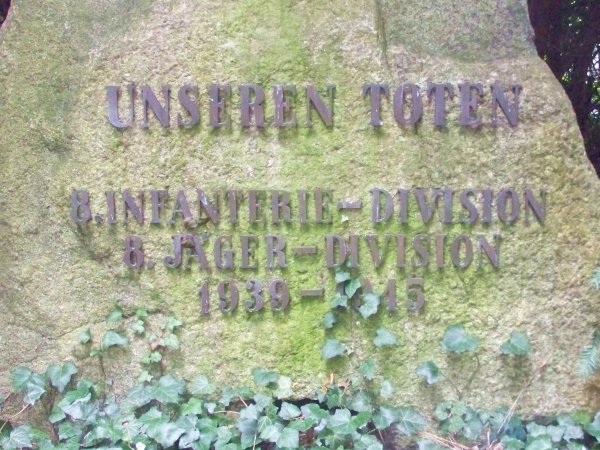 UNSEREN TOTEN
8. INFANTERIE-DIVISION
8. JÄGER-DIVISION
1939-1945